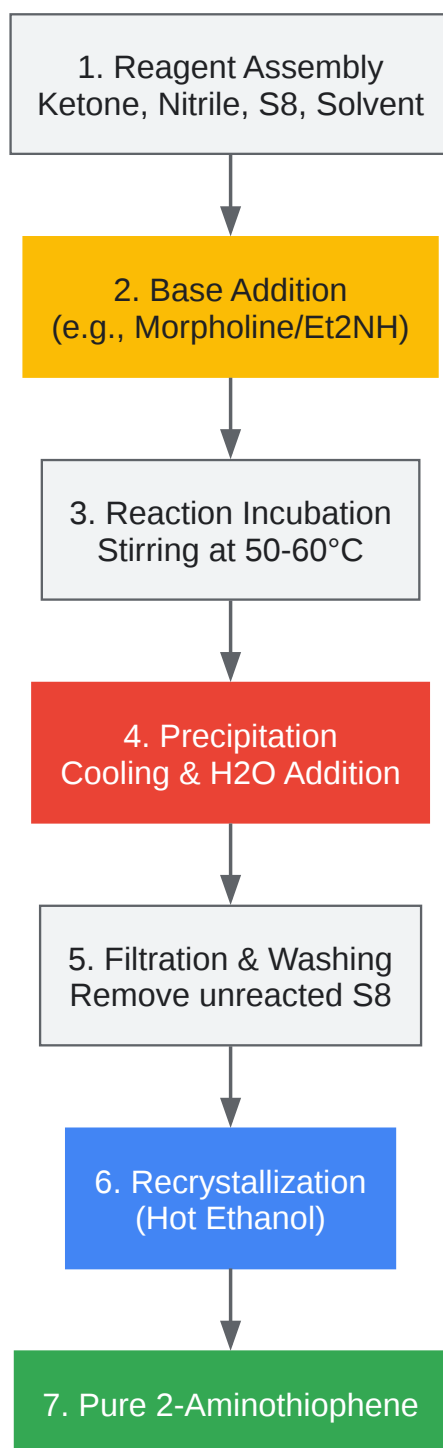 1. Reagent Assembly
Ketone, Nitrile, S8, Solvent
2. Base Addition
(e.g., Morpholine/Et2NH)
3. Reaction Incubation
Stirring at 50-60°C
4. Precipitation
Cooling & H2O Addition
5. Filtration & Washing
Remove unreacted S8
6. Recrystallization
(Hot Ethanol)
7. Pure 2-Aminothiophene